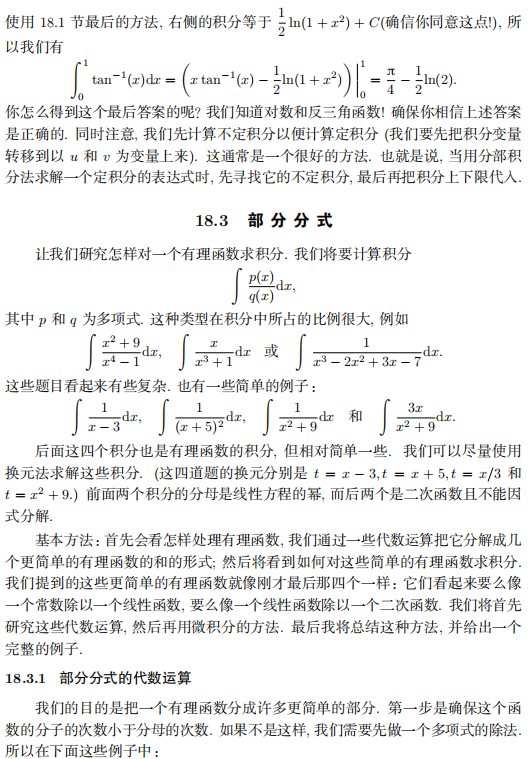 使用 18.1 节最后的方法, 右侧的积分等于 $\frac{1}{2}\ln(1+x^2)+C$(确信你同意这点!), 所
以我们有
$$\int_0^1 \tan^{-1}(x)\mathrm{d}x = \left(x\tan^{-1}(x)-\frac{1}{2}\ln(1+x^2)\right)\Big|_0^1 = \frac{\pi}{4}-\frac{1}{2}\ln(2).$$
你怎么得到这个最后答案的呢? 我们知道对数和反三角函数! 确保你相信上述答案
是正确的. 同时注意, 我们先计算不定积分以便计算定积分 (我们要先把积分变量
转移到以 u 和 v 为变量上来). 这通常是一个很好的方法. 也就是说, 当用分部积
分法求解一个定积分的表达式时, 先寻找它的不定积分, 最后再把积分上下限代入.
18.3 部分分式
让我们研究怎样对一个有理函数求积分. 我们将要计算积分
$$\int \frac{p(x)}{q(x)}\mathrm{d}x,$$
其中 p 和 q 为多项式. 这种类型在积分中所占的比例很大, 例如
$$\int \frac{x^2+9}{x^4-1}\mathrm{d}x, \quad \int \frac{x}{x^3+1}\mathrm{d}x \quad 或 \quad \int \frac{1}{x^3-2x^2+3x-7}\mathrm{d}x.$$
这些题目看起来有些复杂. 也有一些简单的例子:
$$\int \frac{1}{x-3}\mathrm{d}x, \quad \int \frac{1}{(x+5)^2}\mathrm{d}x, \quad \int \frac{1}{x^2+9}\mathrm{d}x \quad 和 \quad \int \frac{3x}{x^2+9}\mathrm{d}x.$$
后面这四个积分也是有理函数的积分, 但相对简单一些. 我们可以尽量使用
换元法求解这些积分. (这四道题的换元分别是 t = x − 3, t = x + 5, t = x/3 和
$t = x^2 + 9$.) 前面两个积分的分母是线性方程的幂, 而后两个是二次函数且不能因
式分解.
基本方法: 首先会看怎样处理有理函数, 我们通过一些代数运算把它分解成几
个更简单的有理函数的和的形式; 然后将看到如何对这些简单的有理函数求积分.
我们提到的这些更简单的有理函数就像刚才最后那四个一样: 它们看起来要么像
一个常数除以一个线性函数, 要么像一个线性函数除以一个二次函数. 我们将首先
研究这些代数运算, 然后再用微积分的方法. 最后我将总结这种方法, 并给出一个
完整的例子.
18.3.1 部分分式的代数运算
我们的目的是把一个有理函数分成许多更简单的部分. 第一步是确保这个函
数的分子的次数小于分母的次数. 如果不是这样, 我们需要先做一个多项式的除法.
所以在下面这些例子中: